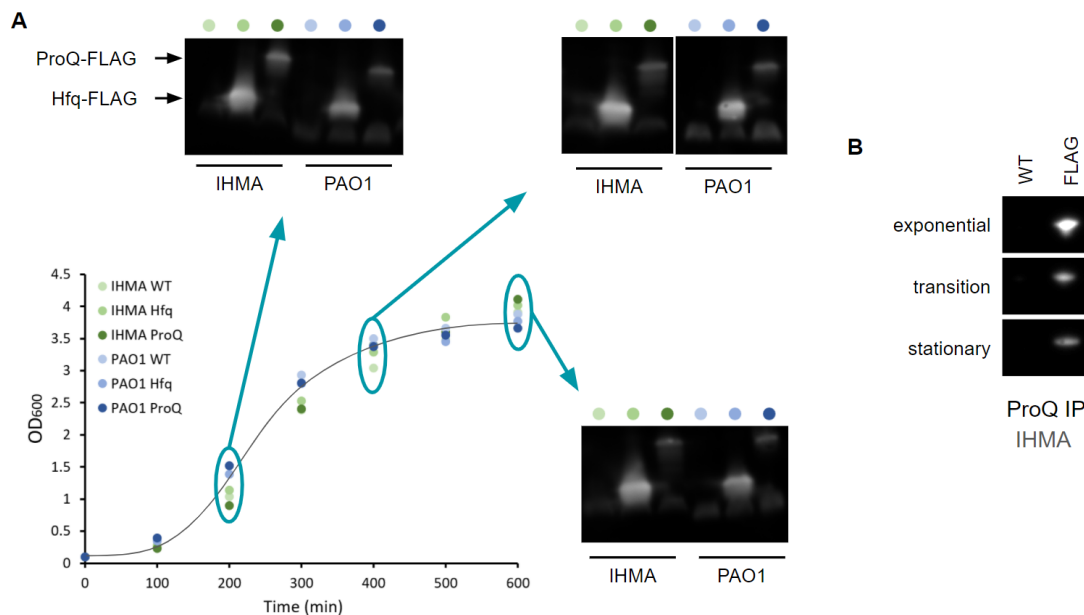 A
ProQ-FLAG
Hfq-FLAG
IHMA
PAO1
IHMA
PAO1
B
WT
FLAG
exponential
transition
stationary
ProQ IP
IHMA
4.5
4
3.5
3
2.5
2
1.5
1
0.5
0
OD600
IHMA WT
IHMA Hfq
IHMA ProQ
PAO1 WT
PAO1 Hfq
PAO1 ProQ
0 100 200 300 400 500 600
Time (min)
IHMA
PAO1